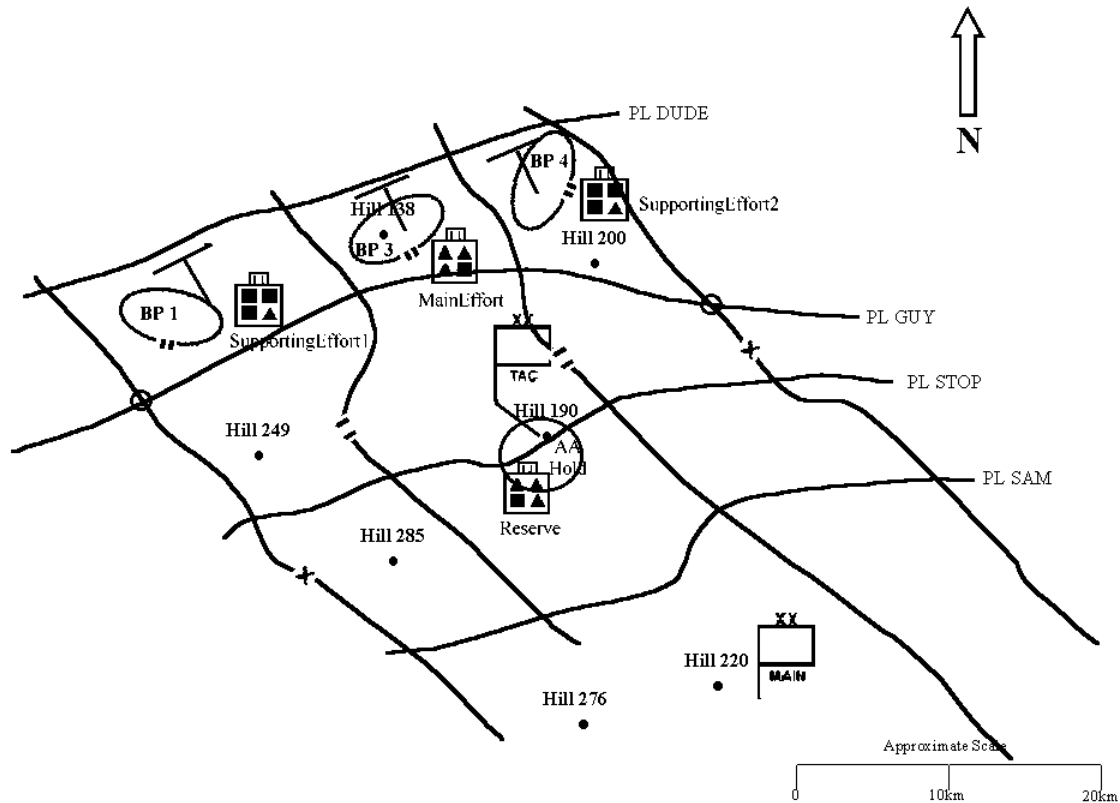 N
PL DUDE
BP 4
SupportingEffort2
Hill 138
BP 3
Hill 200
MainEffort
BP 1
SupportingEffort1
PL GUY
XX
TAC
PL STOP
Hill 190
AA
Hold
Hill 249
Reserve
PL SAM
Hill 285
XX
MAIN
Hill 220
Hill 276
Approximate Scale
0 10km 20km
X
X